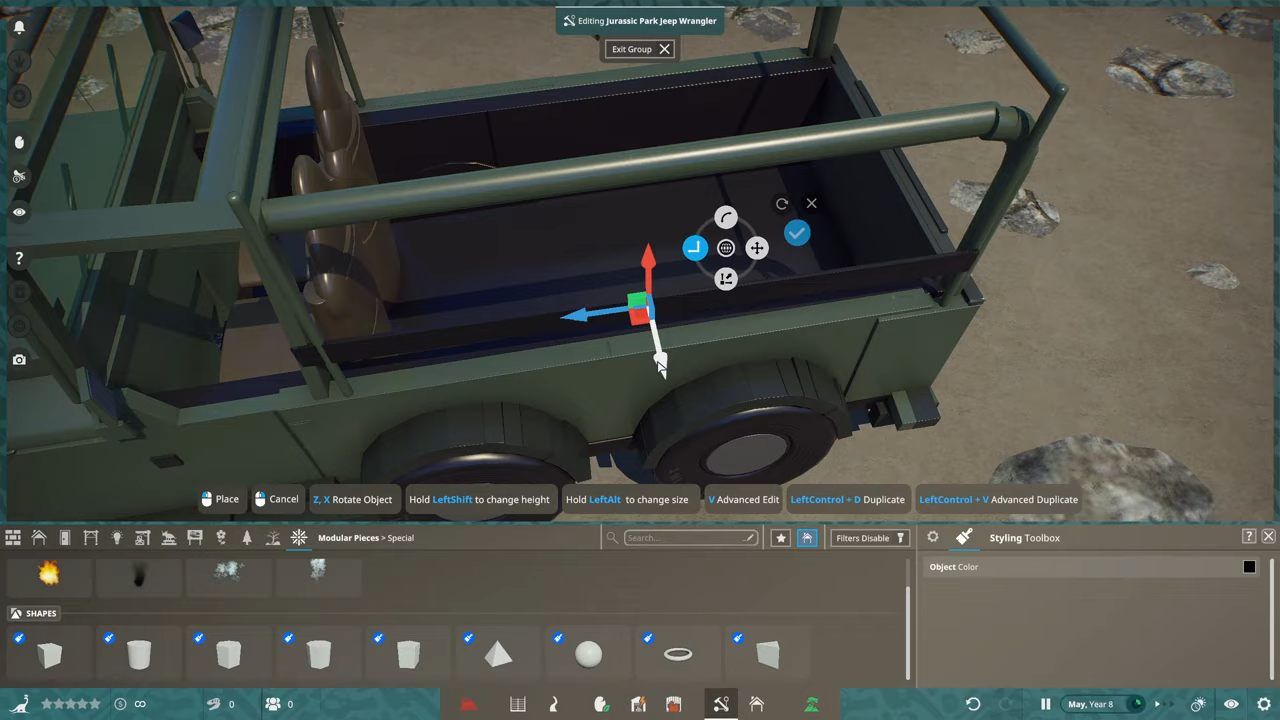 Editing Jurassic Park Jeep Wrangler
Exit Group
?
Place
Cancel
Z, X Rotate Object
Hold LeftShift to change height
Hold LeftAlt to change size
V Advanced Edit
LeftControl + D Duplicate
LeftControl + V Advanced Duplicate
Modular Pieces > Special
Search...
Filters Disable
Styling Toolbox
?
Object Color
SHAPES
∞
0
0
May, Year 8